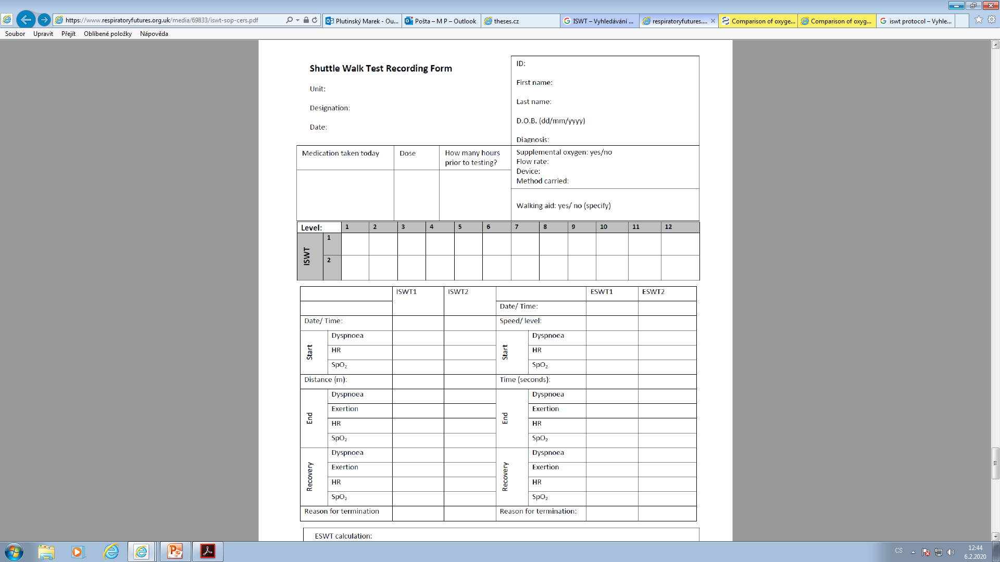 https://www.respiratoryfutures.org.uk/media/69833/iswt-sop-cers.pdf
Plutinský Marek - Ou...
Pošta – M P – Outlook
theses.cz
ISWT – Vyhledávání ...
respiratoryfutures....
Comparison of oxyge...
Comparison of oxyg...
iswt protocol – Vyhle...
Soubor Upravit Přejít Oblíbené položky Nápověda
Shuttle Walk Test Recording Form
Unit:
Designation:
Date:
ID:
First name:
Last name:
D.O.B. (dd/mm/yyyy)
Diagnosis:
Medication taken today
Dose
How many hours
prior to testing?
Supplemental oxygen: yes/no
Flow rate:
Device:
Method carried:
Walking aid: yes/ no (specify)
Level: 1 2 3 4 5 6 7 8 9 10 11 12
ISWT
1
2
ISWT1 ISWT2 ESWT1 ESWT2
Date/ Time:
Date/ Time: Speed/ level:
Start
Dyspnoea
HR
SpO₂
Start
Dyspnoea
HR
SpO₂
Distance (m): Time (seconds):
End
Dyspnoea
Exertion
HR
SpO₂
End
Dyspnoea
Exertion
HR
SpO₂
Recovery
Dyspnoea
Exertion
HR
SpO₂
Recovery
Dyspnoea
Exertion
HR
SpO₂
Reason for termination Reason for termination:
ESWT calculation:
CS
12:44
6.2.2020